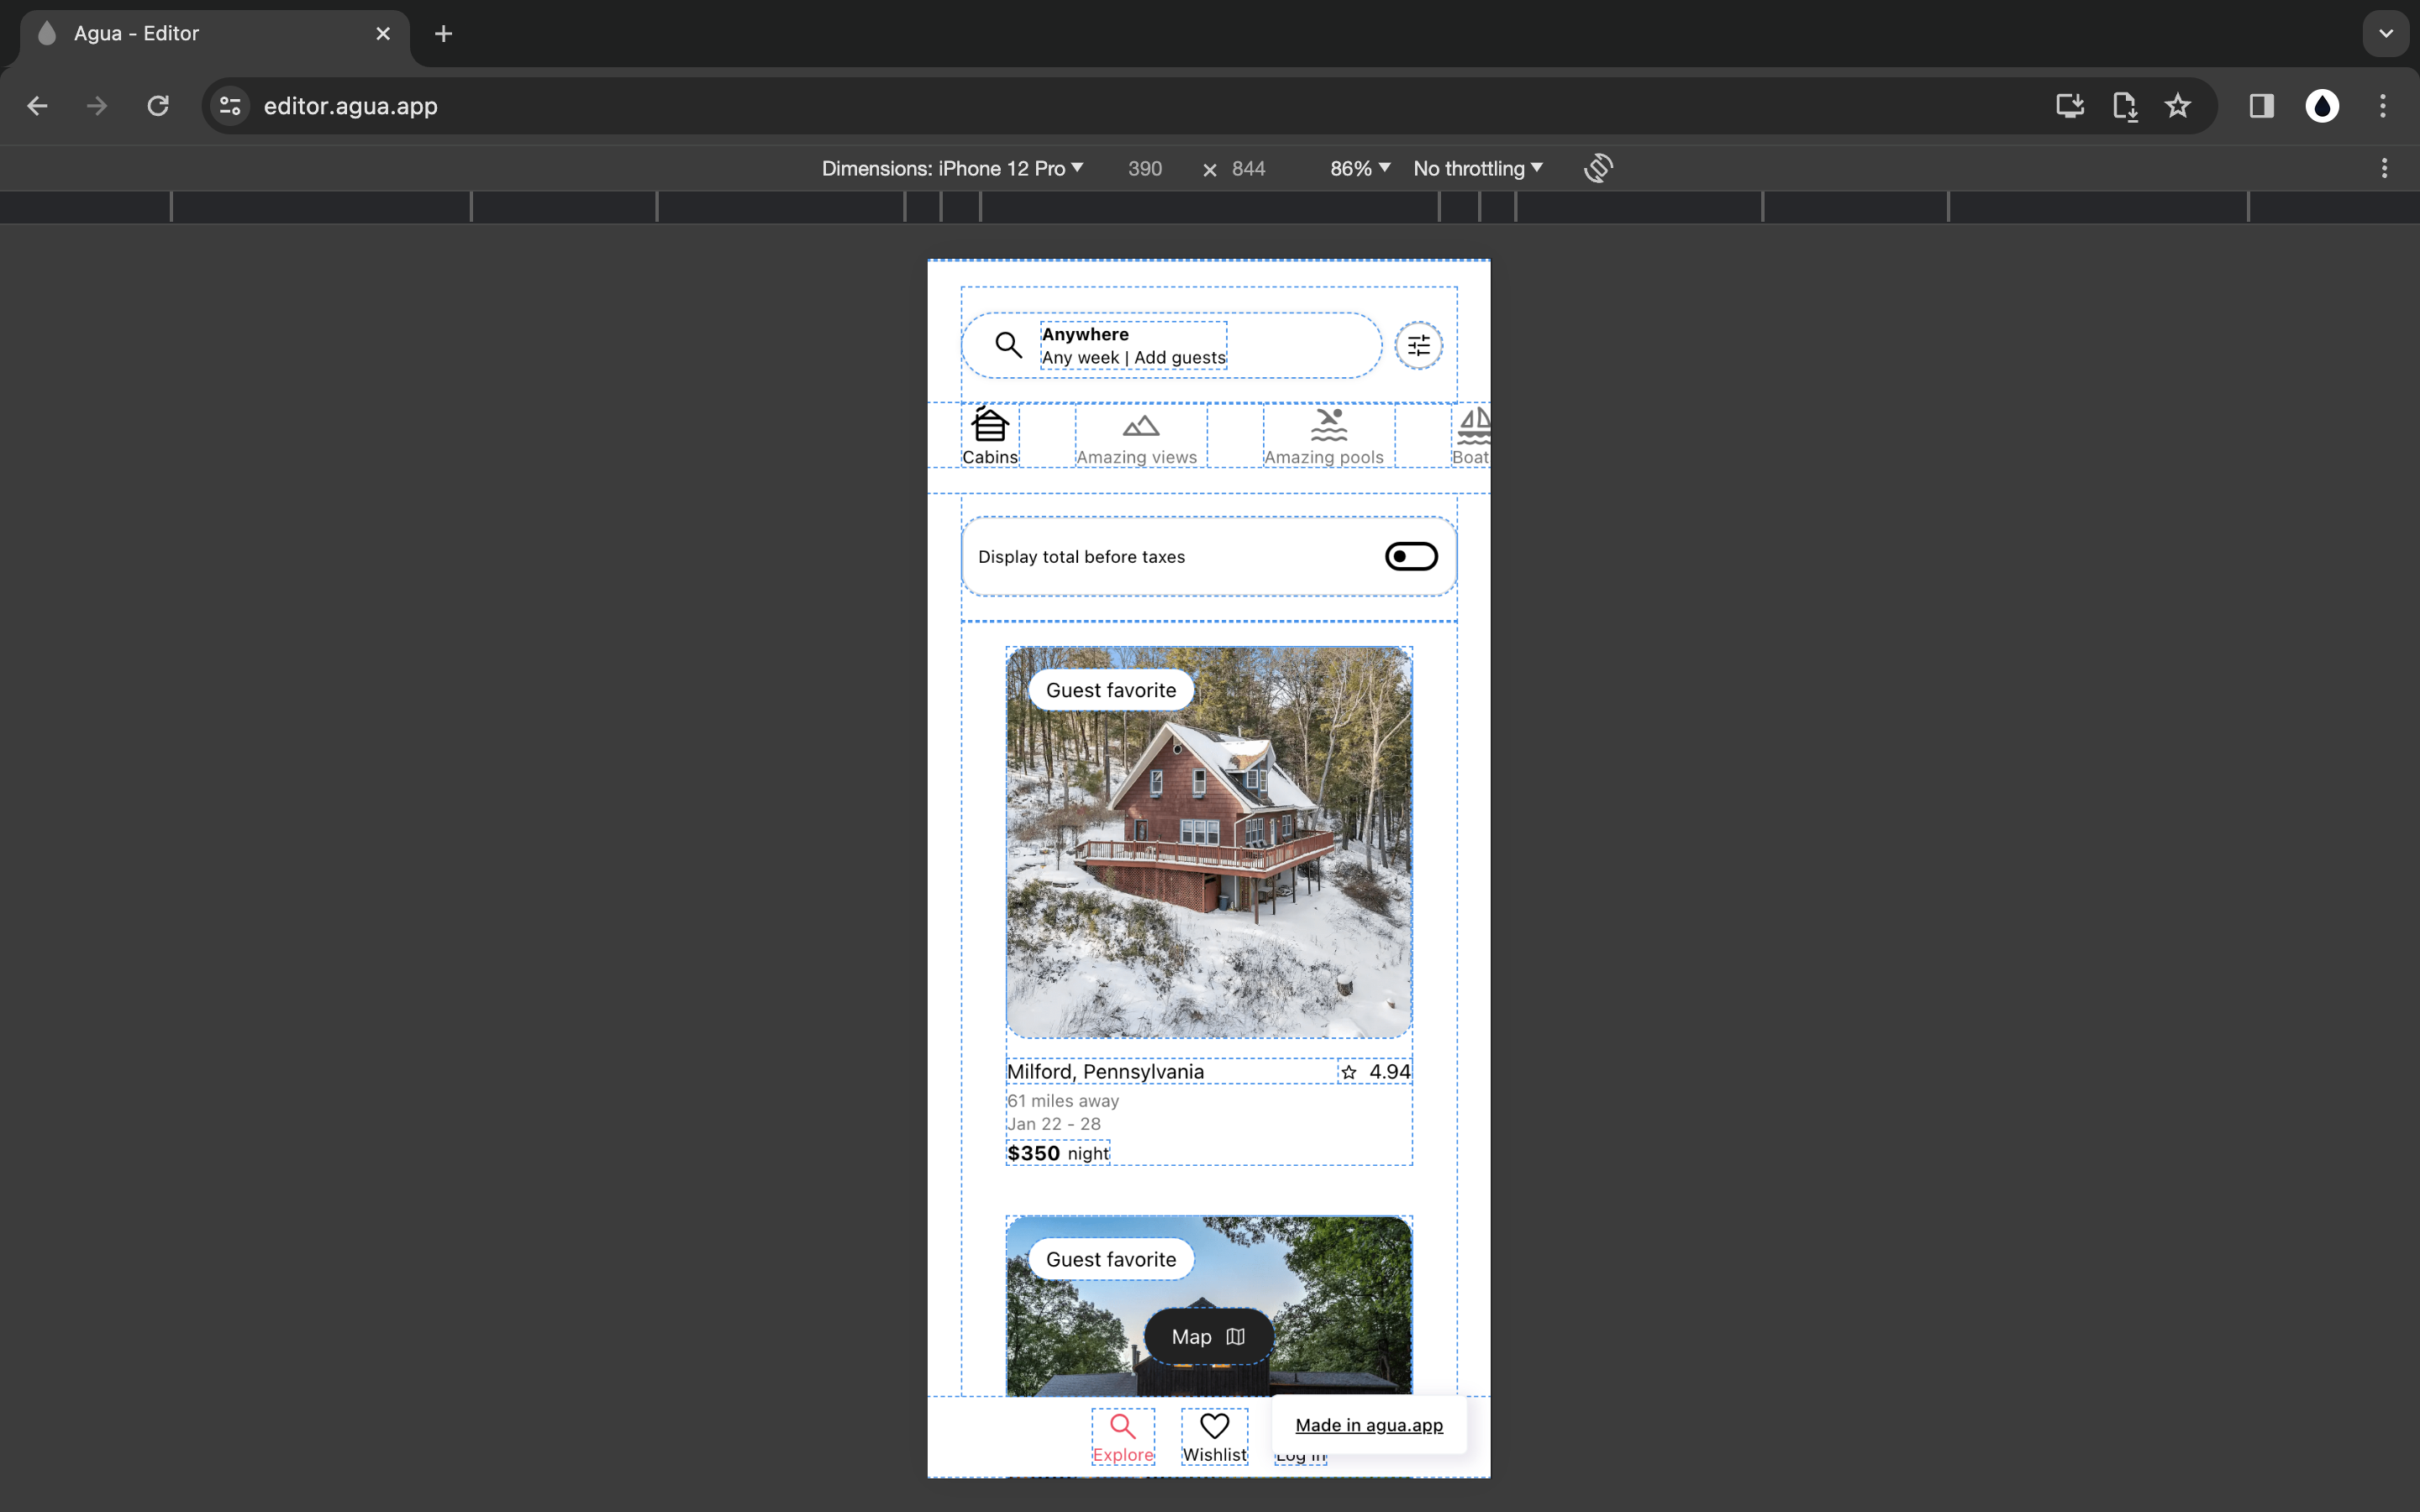 Agua - Editor
editor.agua.app
Dimensions: iPhone 12 Pro 390 × 844 86% No throttling
Anywhere
Any week | Add guests
Cabins Amazing views Amazing pools Boat
Display total before taxes
Guest favorite
Milford, Pennsylvania 4.94
61 miles away
Jan 22 - 28
$350 night
Guest favorite
Map
Made in agua.app
Explore Wishlist Log in